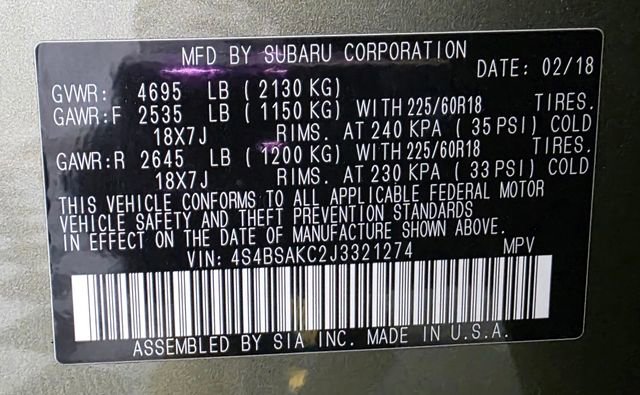 MFD BY SUBARU CORPORATION
DATE: 02/18
GVWR: 4695 LB ( 2130 KG)
GAWR:F 2535 LB ( 1150 KG) WITH 225/60R18 TIRES.
18X7J RIMS. AT 240 KPA ( 35 PSI) COLD
GAWR:R 2645 LB ( 1200 KG) WITH 225/60R18 TIRES.
18X7J RIMS. AT 230 KPA ( 33 PSI) COLD
THIS VEHICLE CONFORMS TO ALL APPLICABLE FEDERAL MOTOR
VEHICLE SAFETY AND THEFT PREVENTION STANDARDS
IN EFFECT ON THE DATE OF MANUFACTURE SHOWN ABOVE.
VIN: 4S4BSAKC2J3321274 MPV
ASSEMBLED BY SIA INC. MADE IN U.S.A.